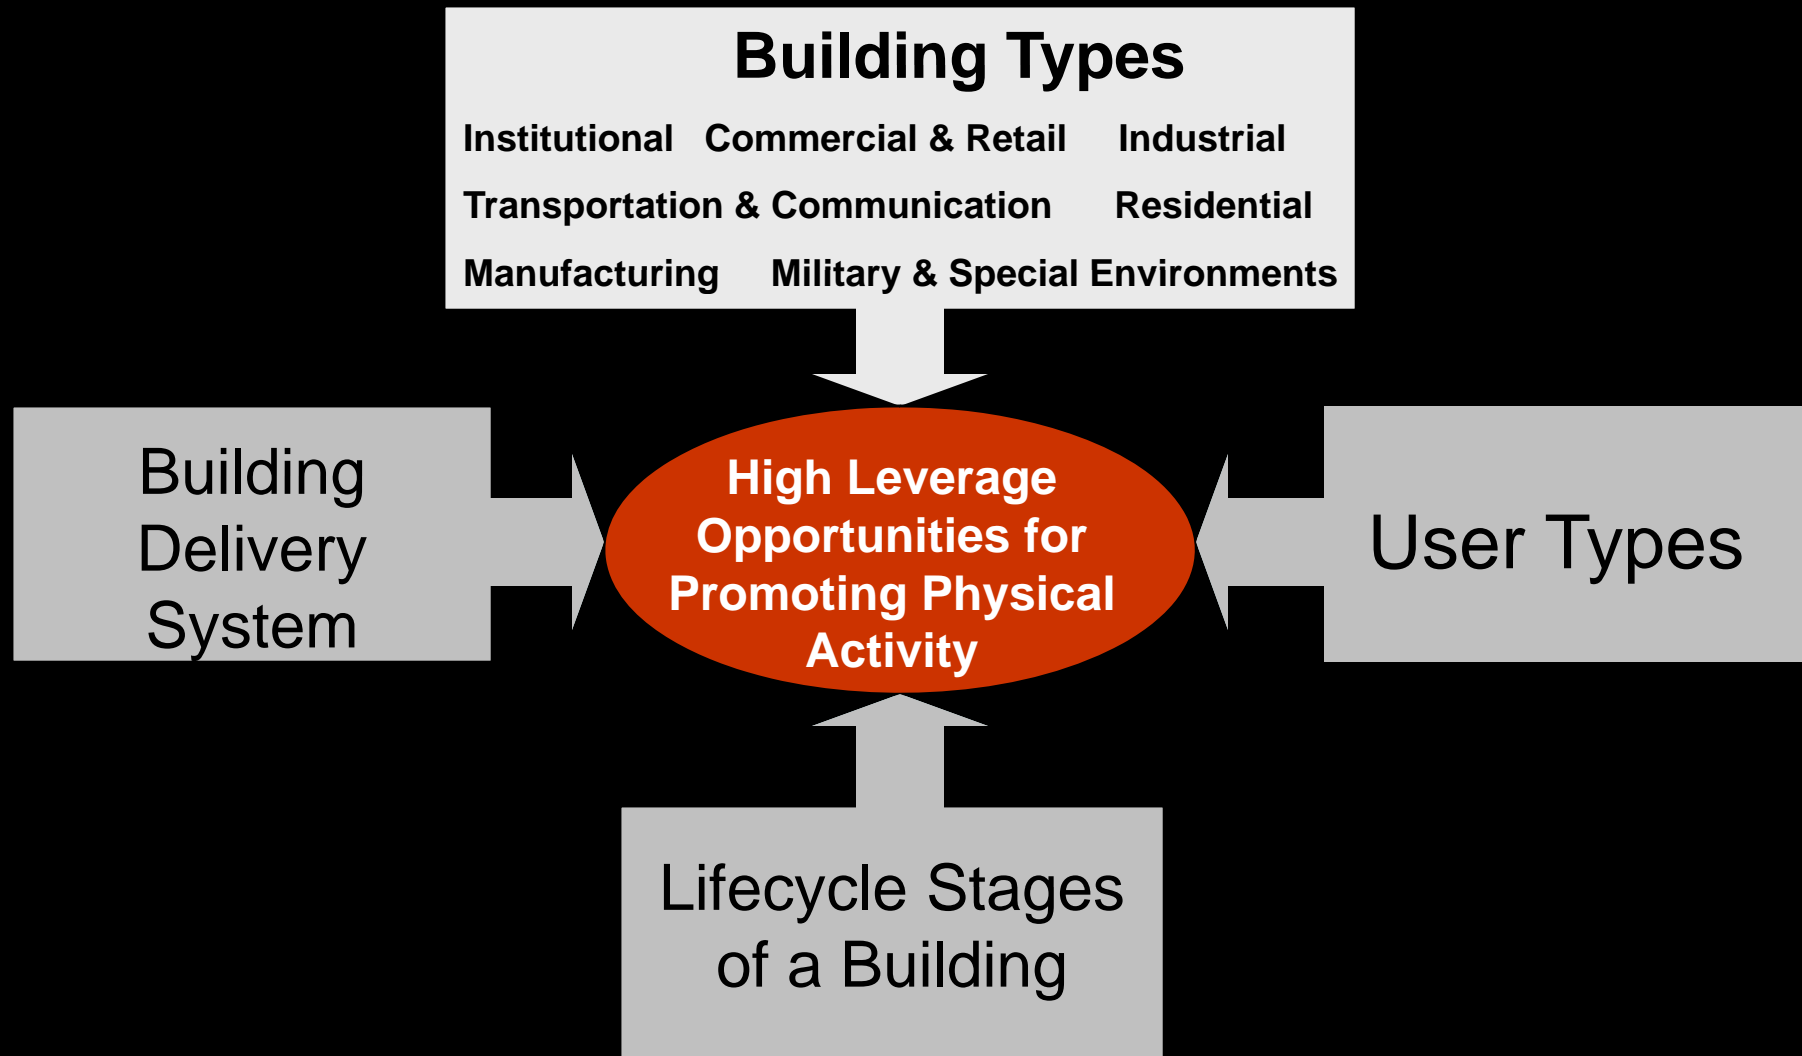 Building Types
Institutional Commercial & Retail Industrial
Transportation & Communication Residential
Manufacturing Military & Special Environments
Building
Delivery
System
High Leverage
Opportunities for
Promoting Physical
Activity
User Types
Lifecycle Stages
of a Building